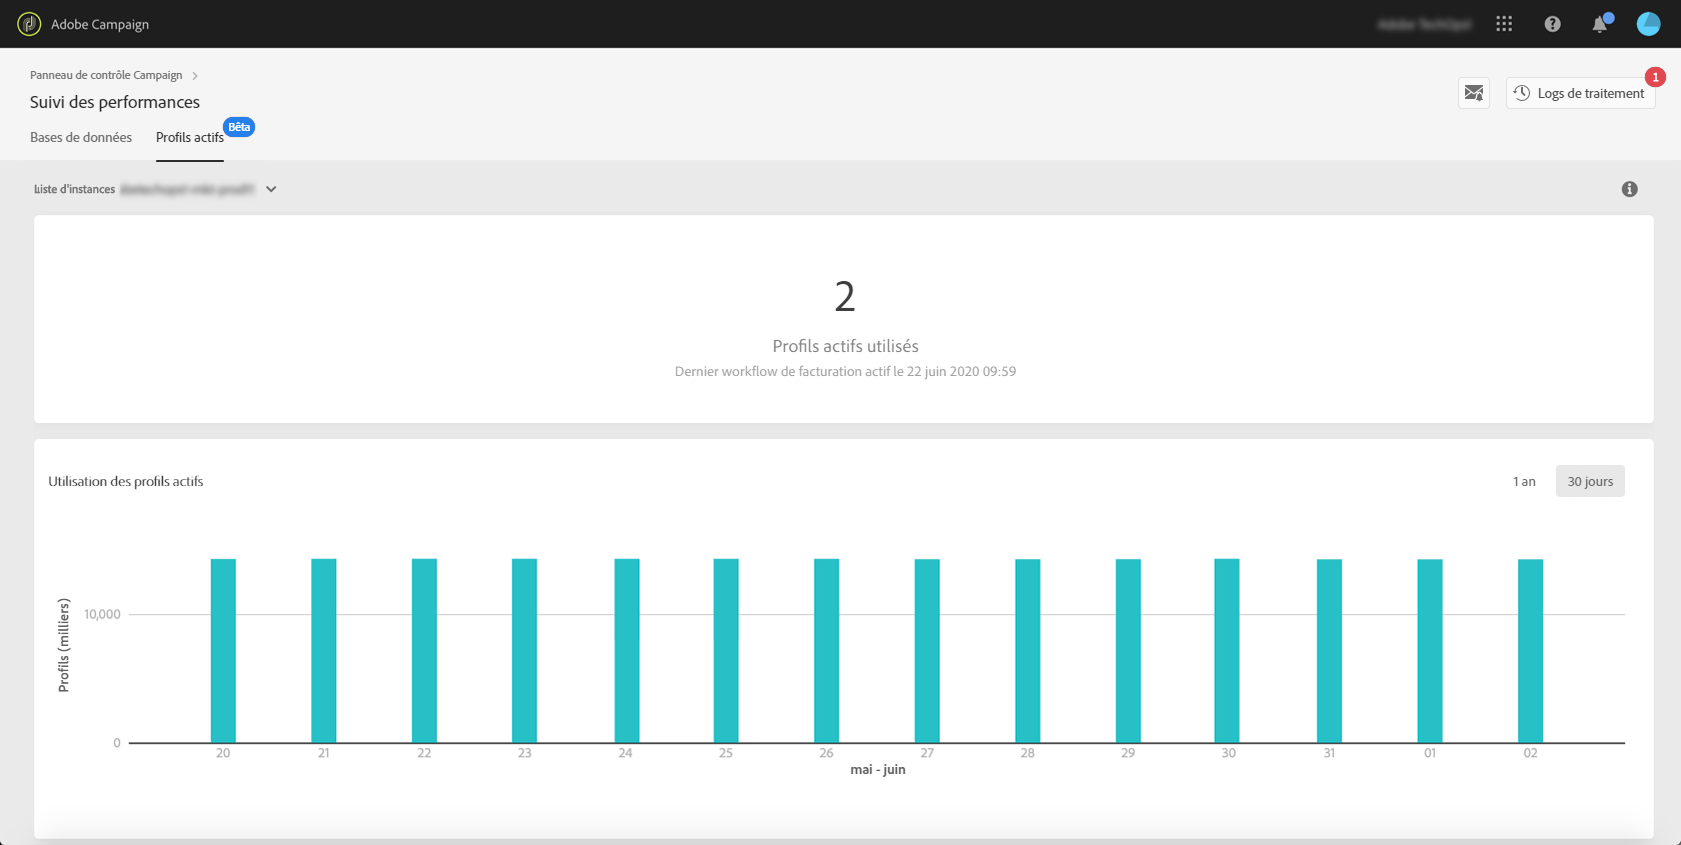 Adobe Campaign
Panneau de contrôle Campaign
Suivi des performances
1
Logs de traitement
Bases de données
Profils actifs
Bêta
Liste d'instances
2
Profils actifs utilisés
Dernier workflow de facturation actif le 22 juin 2020 09:59
Utilisation des profils actifs
1 an
30 jours
Profils (milliers)
10,000
0
20 21 22 23 24 25 26 27 28 29 30 31 01 02
mai - juin